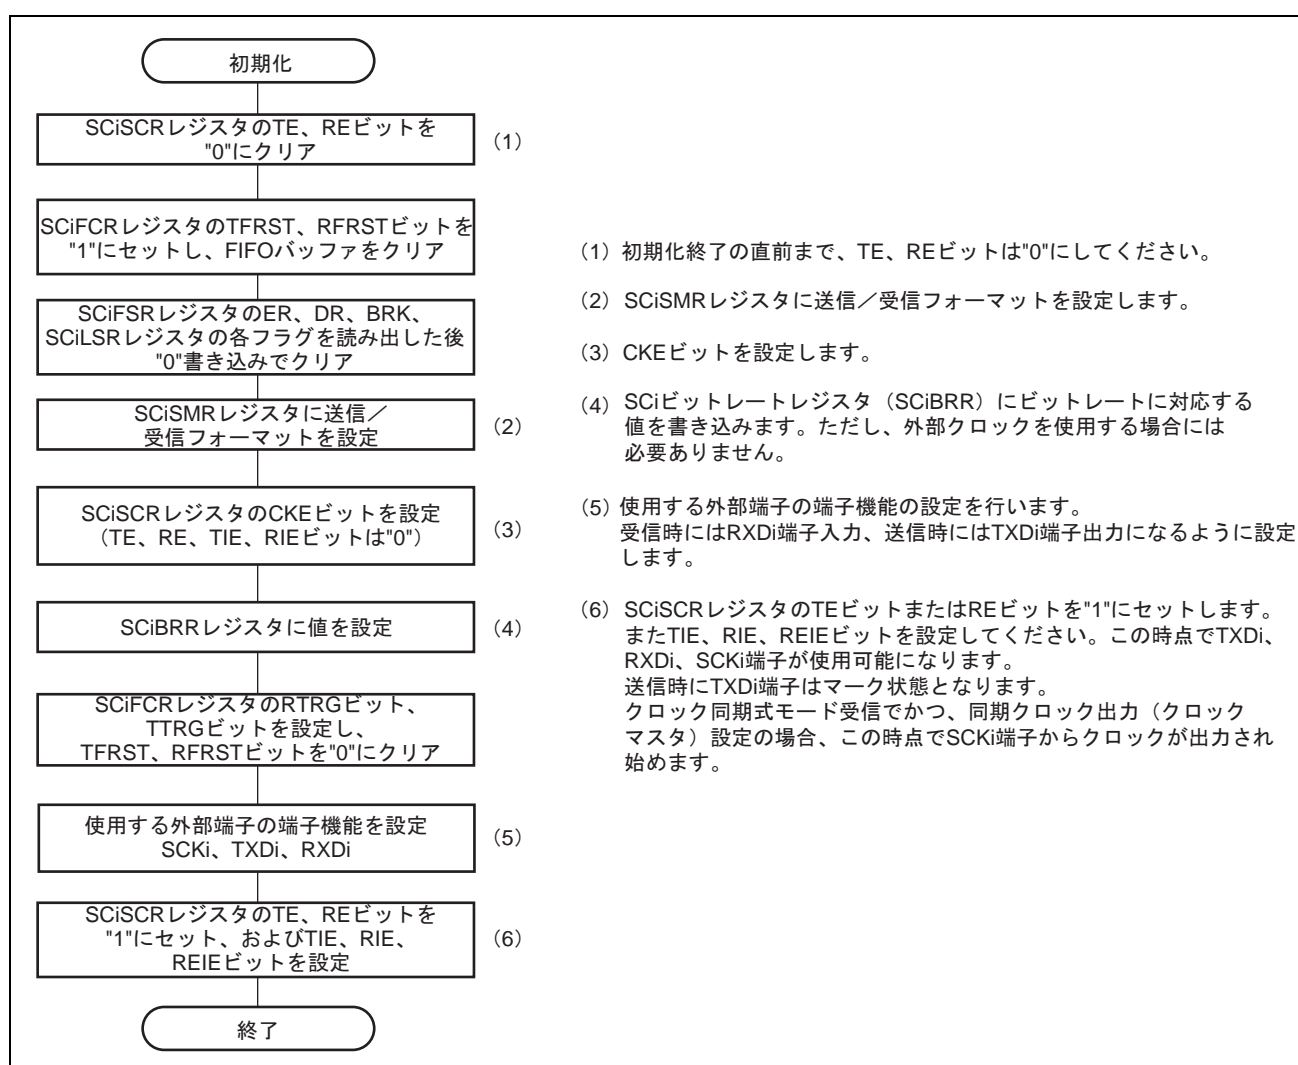 初期化
SCiSCRレジスタのTE、REビットを
"0"にクリア
(1)
SCiFCRレジスタのTFRST、RFRSTビットを
"1"にセットし、FIFOバッファをクリア
SCiFSRレジスタのER、DR、BRK、
SCiLSRレジスタの各フラグを読み出した後
"0"書き込みでクリア
SCiSMRレジスタに送信／
受信フォーマットを設定
(2)
SCiSCRレジスタのCKEビットを設定
（TE、RE、TIE、RIEビットは"0"）
(3)
SCiBRRレジスタに値を設定
(4)
SCiFCRレジスタのRTRGビット、
TTRGビットを設定し、
TFRST、RFRSTビットを"0"にクリア
使用する外部端子の端子機能を設定
SCKi、TXDi、RXDi
(5)
SCiSCRレジスタのTE、REビットを
"1"にセット、およびTIE、RIE、
REIEビットを設定
(6)
終了
(1) 初期化終了の直前まで、TE、REビットは"0"にしてください。
(2) SCiSMRレジスタに送信／受信フォーマットを設定します。
(3) CKEビットを設定します。
(4) SCiビットレートレジスタ（SCiBRR）にビットレートに対応する
値を書き込みます。ただし、外部クロックを使用する場合には
必要ありません。
(5) 使用する外部端子の端子機能の設定を行います。
受信時にはRXDi端子入力、送信時にはTXDi端子出力になるように設定
します。
(6) SCiSCRレジスタのTEビットまたはREビットを"1"にセットします。
またTIE、RIE、REIEビットを設定してください。この時点でTXDi、
RXDi、SCKi端子が使用可能になります。
送信時にTXDi端子はマーク状態となります。
クロック同期式モード受信でかつ、同期クロック出力（クロック
マスタ）設定の場合、この時点でSCKi端子からクロックが出力され
始めます。